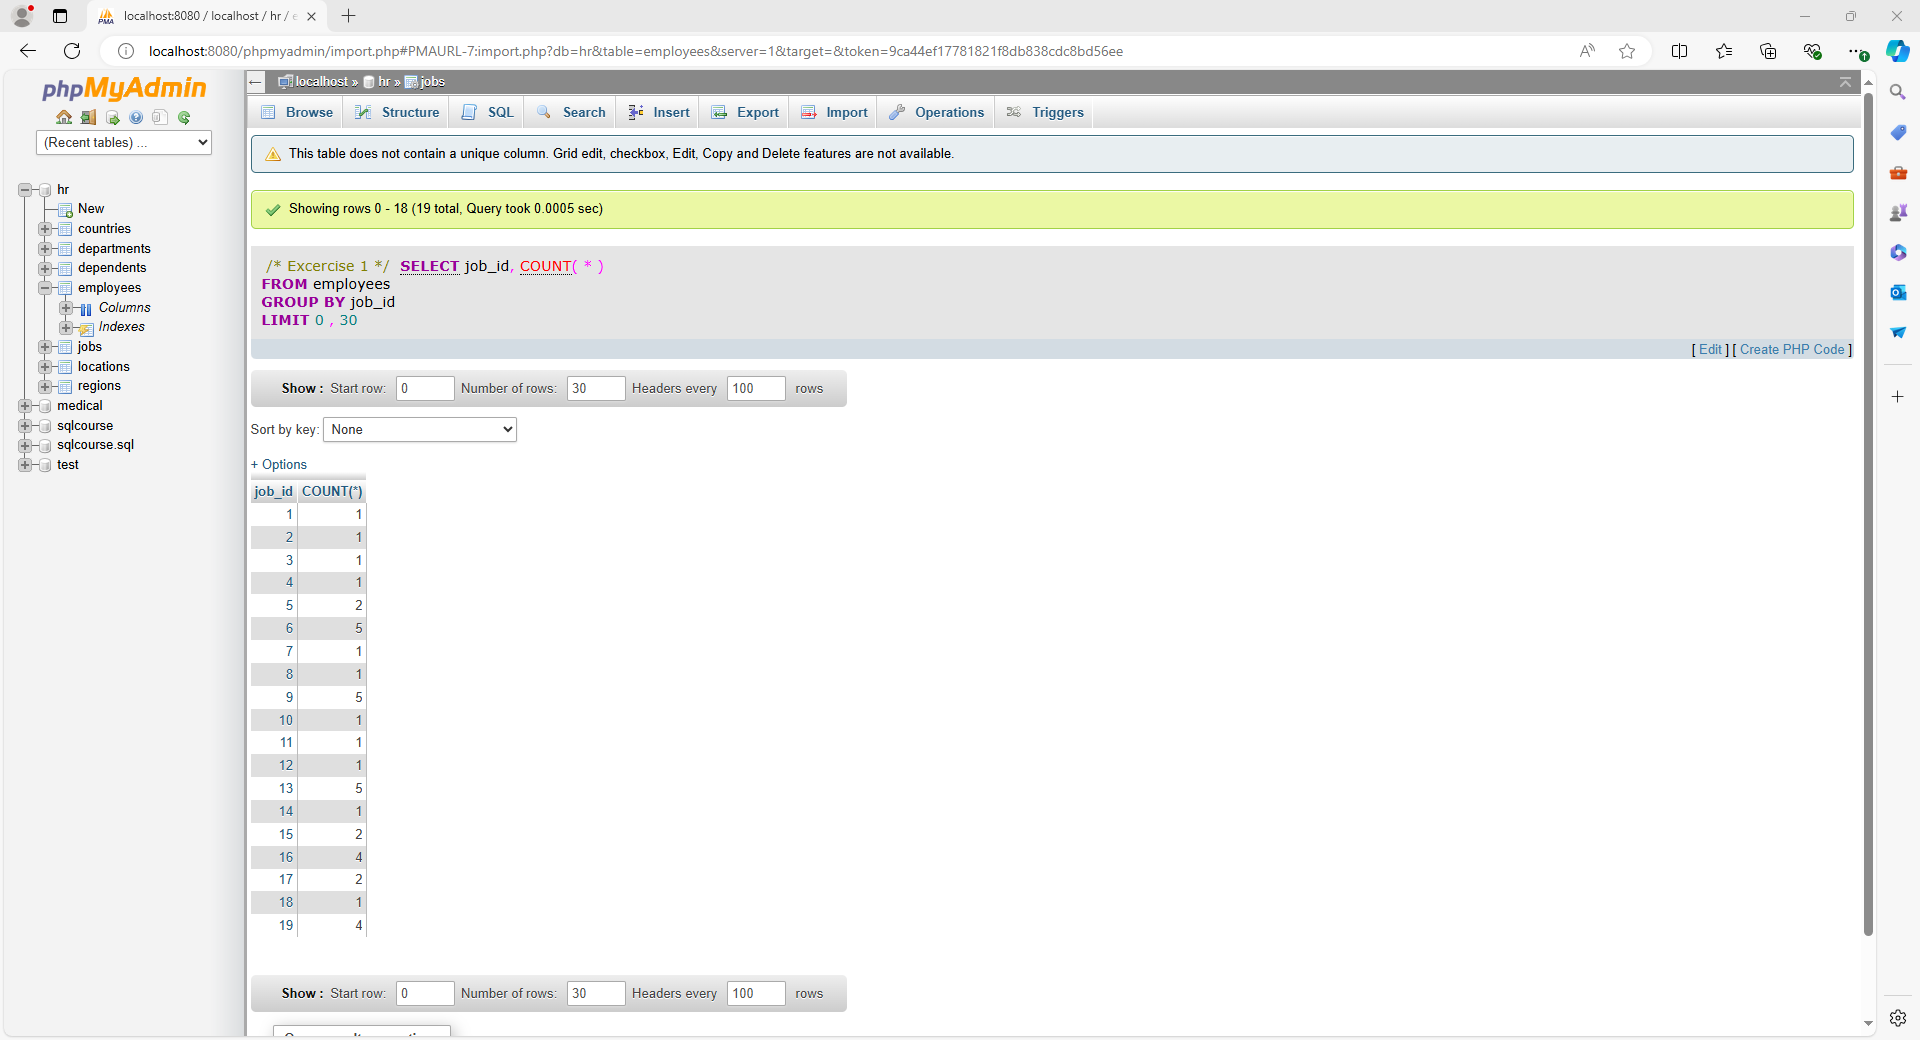 localhost:8080 / localhost / hr / e
localhost:8080/phpmyadmin/import.php#PMAURL-7:import.php?db=hr&table=employees&server=1&target=&token=9ca44ef17781821f8db838cdc8bd56ee
phpMyAdmin
(Recent tables) ...
hr
New
countries
departments
dependents
employees
Columns
Indexes
jobs
locations
regions
medical
sqlcourse
sqlcourse.sql
test
localhost » hr » jobs
Browse Structure SQL Search Insert Export Import Operations Triggers
This table does not contain a unique column. Grid edit, checkbox, Edit, Copy and Delete features are not available.
Showing rows 0 - 18 (19 total, Query took 0.0005 sec)
/* Excercise 1 */ SELECT job_id, COUNT( * )
FROM employees
GROUP BY job_id
LIMIT 0 , 30
[ Edit ] [ Create PHP Code ]
Show : Start row: 0 Number of rows: 30 Headers every 100 rows
Sort by key: None
+ Options
job_id COUNT(*)
1 1
2 1
3 1
4 1
5 2
6 5
7 1
8 1
9 5
10 1
11 1
12 1
13 5
14 1
15 2
16 4
17 2
18 1
19 4
Show : Start row: 0 Number of rows: 30 Headers every 100 rows